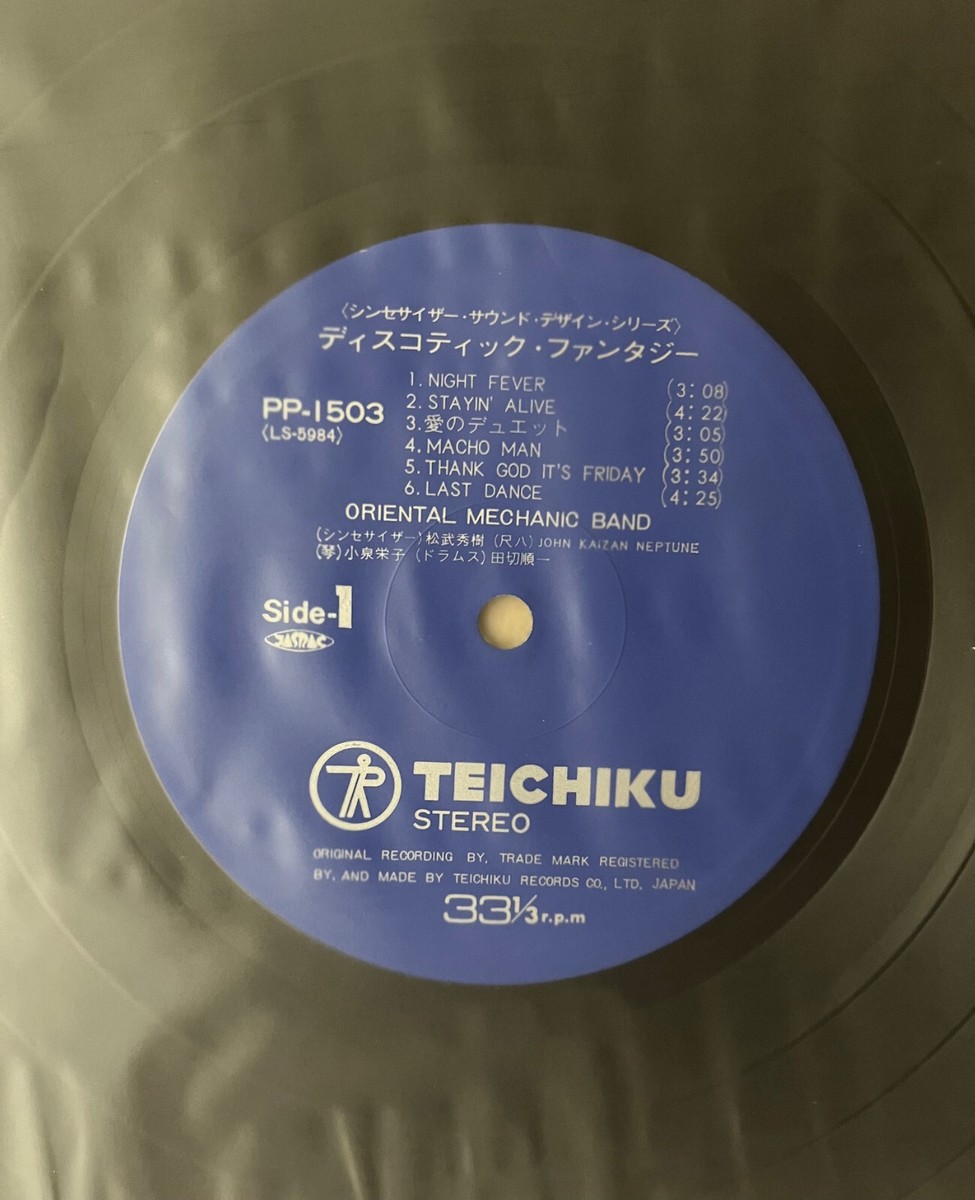 〈シンセサイザー・サウンド・デザイン・シリーズ〉
ディスコティック・ファンタジー
PP-1503
〈LS-5984〉
1. NIGHT FEVER (3:08)
2. STAYIN' ALIVE (4:22)
3. 愛のデュエット (3:05)
4. MACHO MAN (3:50)
5. THANK GOD IT'S FRIDAY (3:34)
6. LAST DANCE (4:25)
ORIENTAL MECHANIC BAND
(シンセサイザー)松武秀樹 (尺八)JOHN KAIZAN NEPTUNE
(琴)小泉栄子 (ドラムス)田切順一
Side-1
JASRAC
TEICHIKU
STEREO
ORIGINAL RECORDING BY, TRADE MARK REGISTERED
BY, AND MADE BY TEICHIKU RECORDS CO., LTD, JAPAN
33 1/3 r.p.m